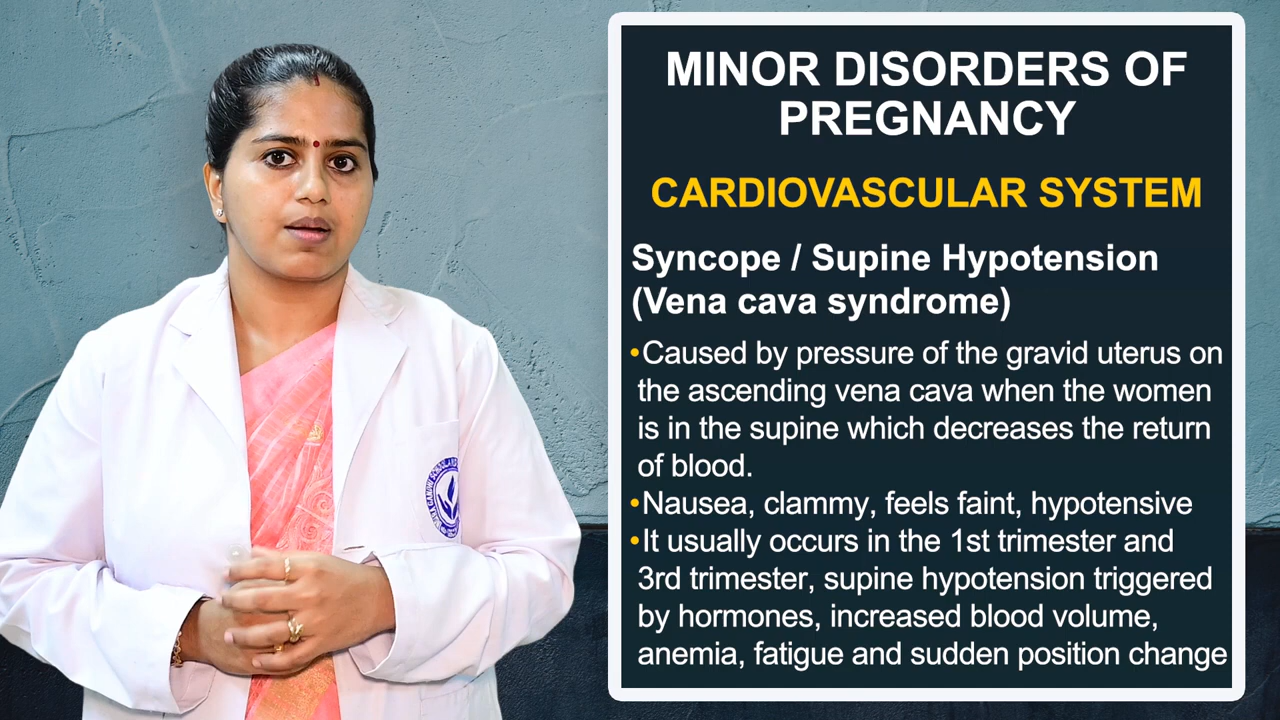 MINOR DISORDERS OF
PREGNANCY
CARDIOVASCULAR SYSTEM
Syncope / Supine Hypotension
(Vena cava syndrome)
•Caused by pressure of the gravid uterus on
the ascending vena cava when the women
is in the supine which decreases the return
of blood.
•Nausea, clammy, feels faint, hypotensive
•It usually occurs in the 1st trimester and
3rd trimester, supine hypotension triggered
by hormones, increased blood volume,
anemia, fatigue and sudden position change